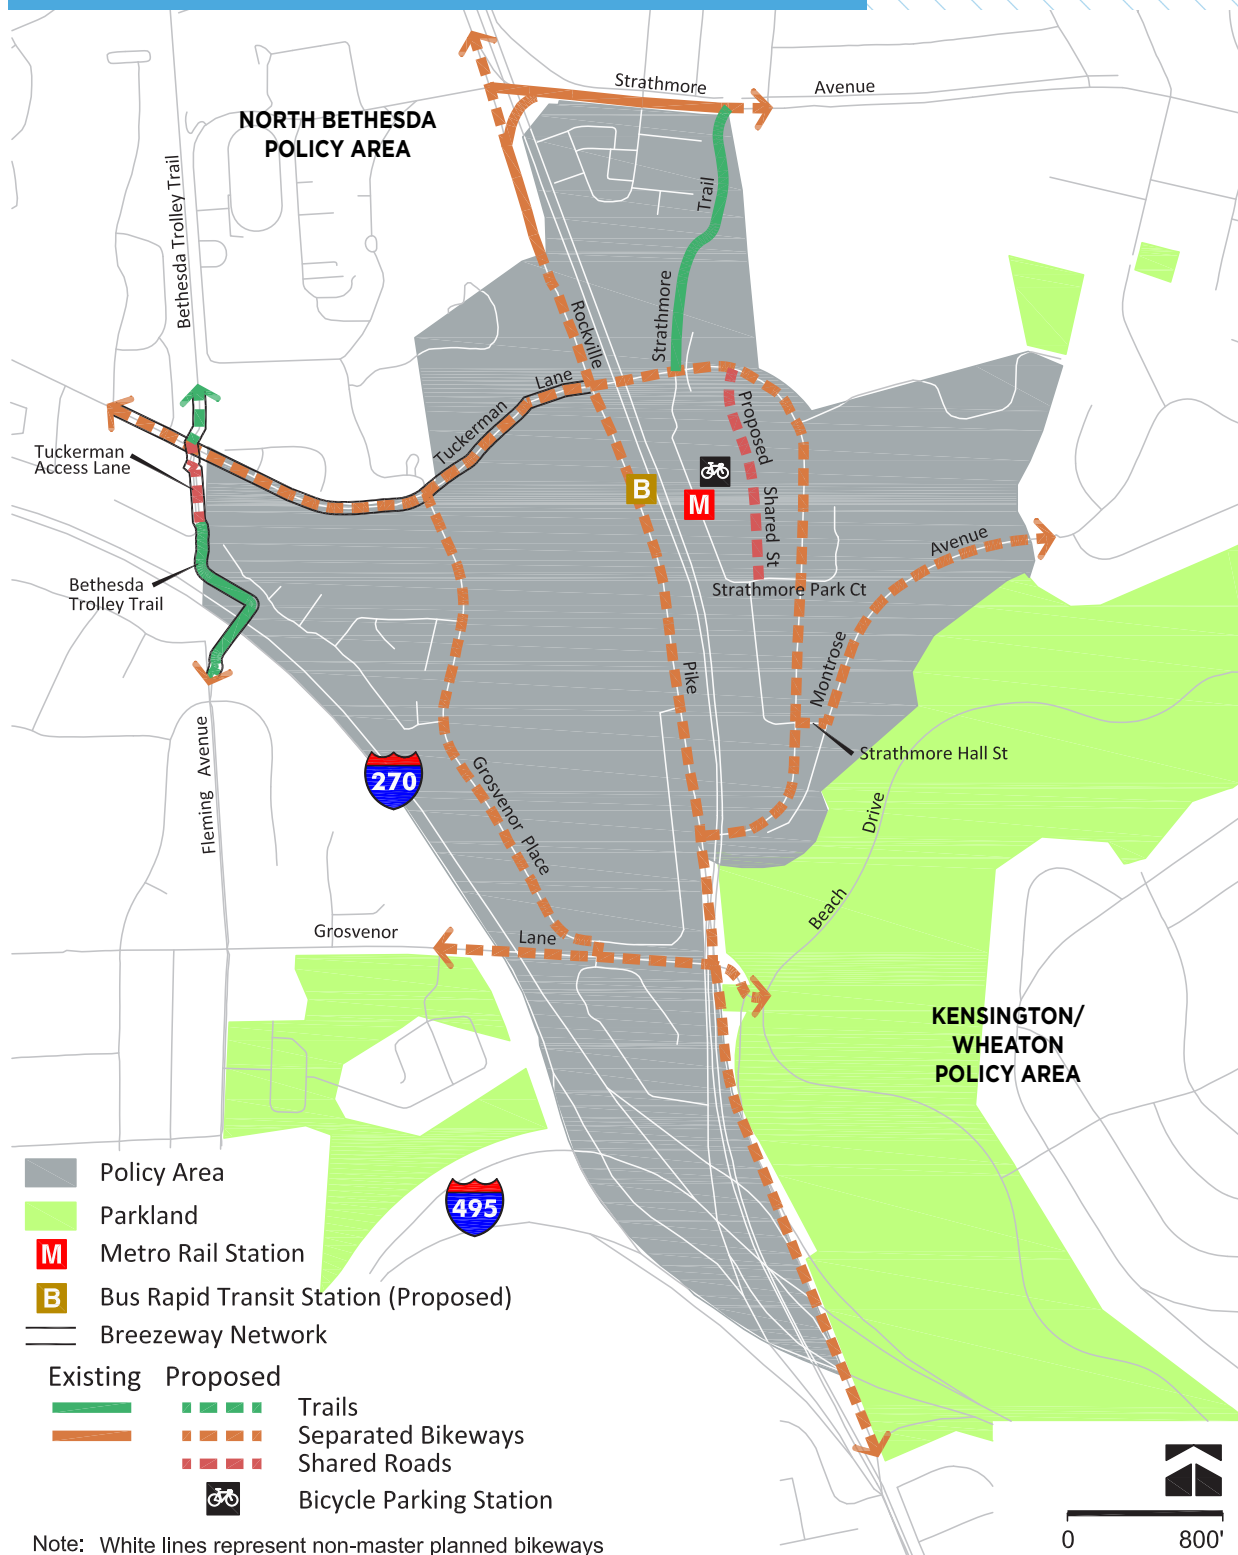 Strathmore
Avenue
NORTH BETHESDA
POLICY AREA
Bethesda Trolley Trail
Trail
Strathmore
Rockville
Lane
Tuckerman
Proposed
Tuckerman
Access Lane
B
M
Shared St
Avenue
Bethesda
Trolley Trail
Strathmore Park Ct
Montrose
Pike
Strathmore Hall St
Fleming Avenue
270
Grosvenor Place
Drive
Beach
Grosvenor
Lane
KENSINGTON/
WHEATON
POLICY AREA
495
Policy Area
Parkland
M Metro Rail Station
B Bus Rapid Transit Station (Proposed)
Breezeway Network
Existing Proposed
Trails
Separated Bikeways
Shared Roads
Bicycle Parking Station
Note: White lines represent non-master planned bikeways
0 800'